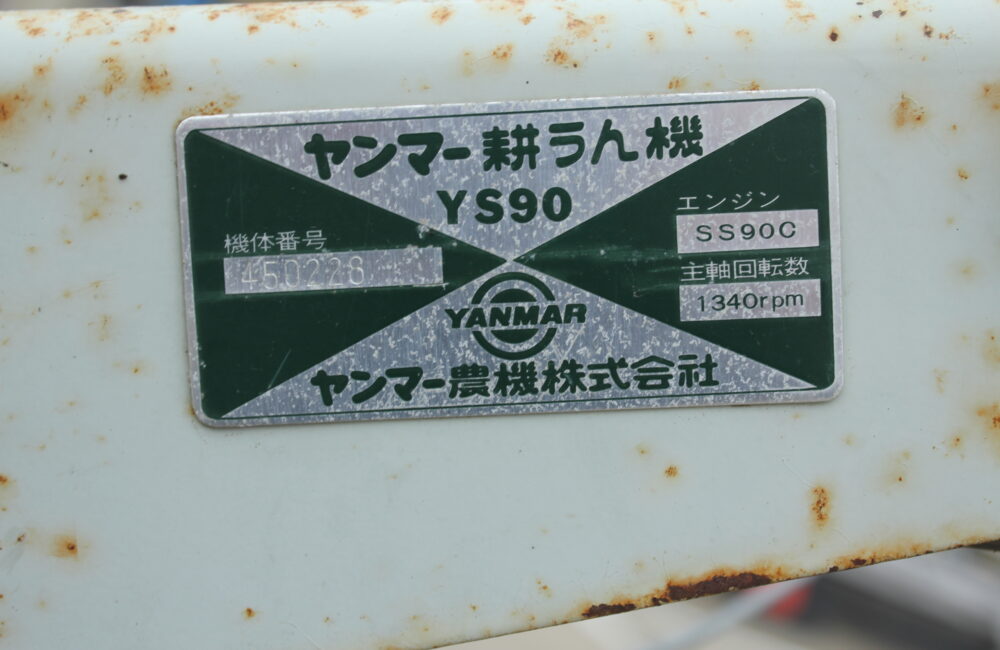 ヤンマー耕うん機
YS90
機体番号
450228
エンジン
SS90C
主軸回転数
1340rpm
YANMAR
ヤンマー農機株式会社